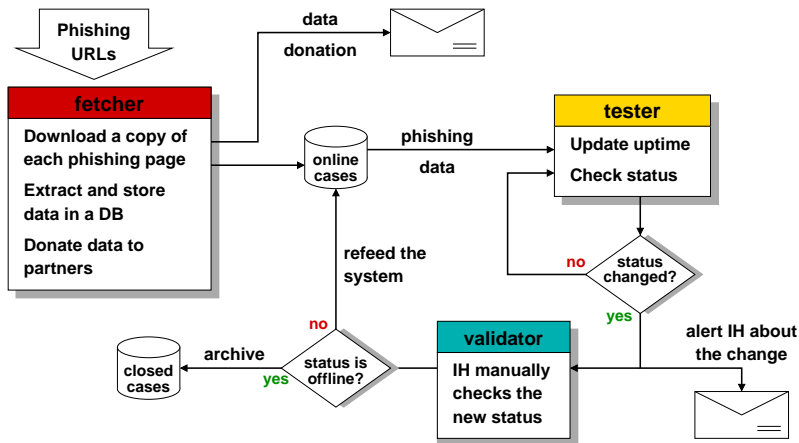 Phishing
URLs
data
donation
fetcher
Download a copy of
each phishing page
Extract and store
data in a DB
Donate data to
partners
online
cases
phishing
data
tester
Update uptime
Check status
no
status
changed?
yes
refeed the
system
no
archive
yes
closed
cases
status is
offline?
validator
IH manually
checks the
new status
alert IH about
the change